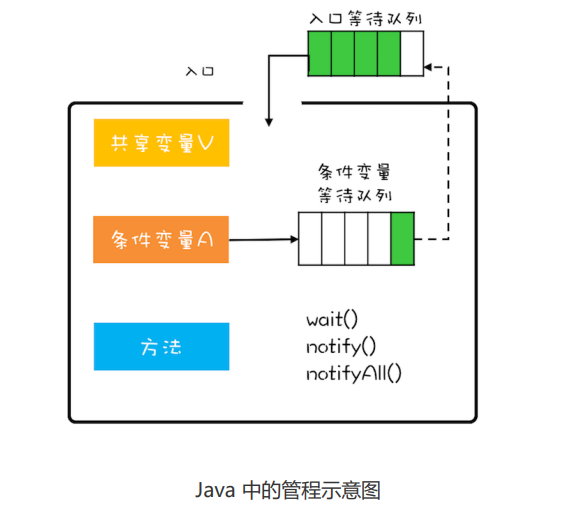 入口等待队列
入口
共享变量V
条件变量
等待队列
条件变量A
wait()
notify()
notifyAll()
方法
Java 中的管程示意图